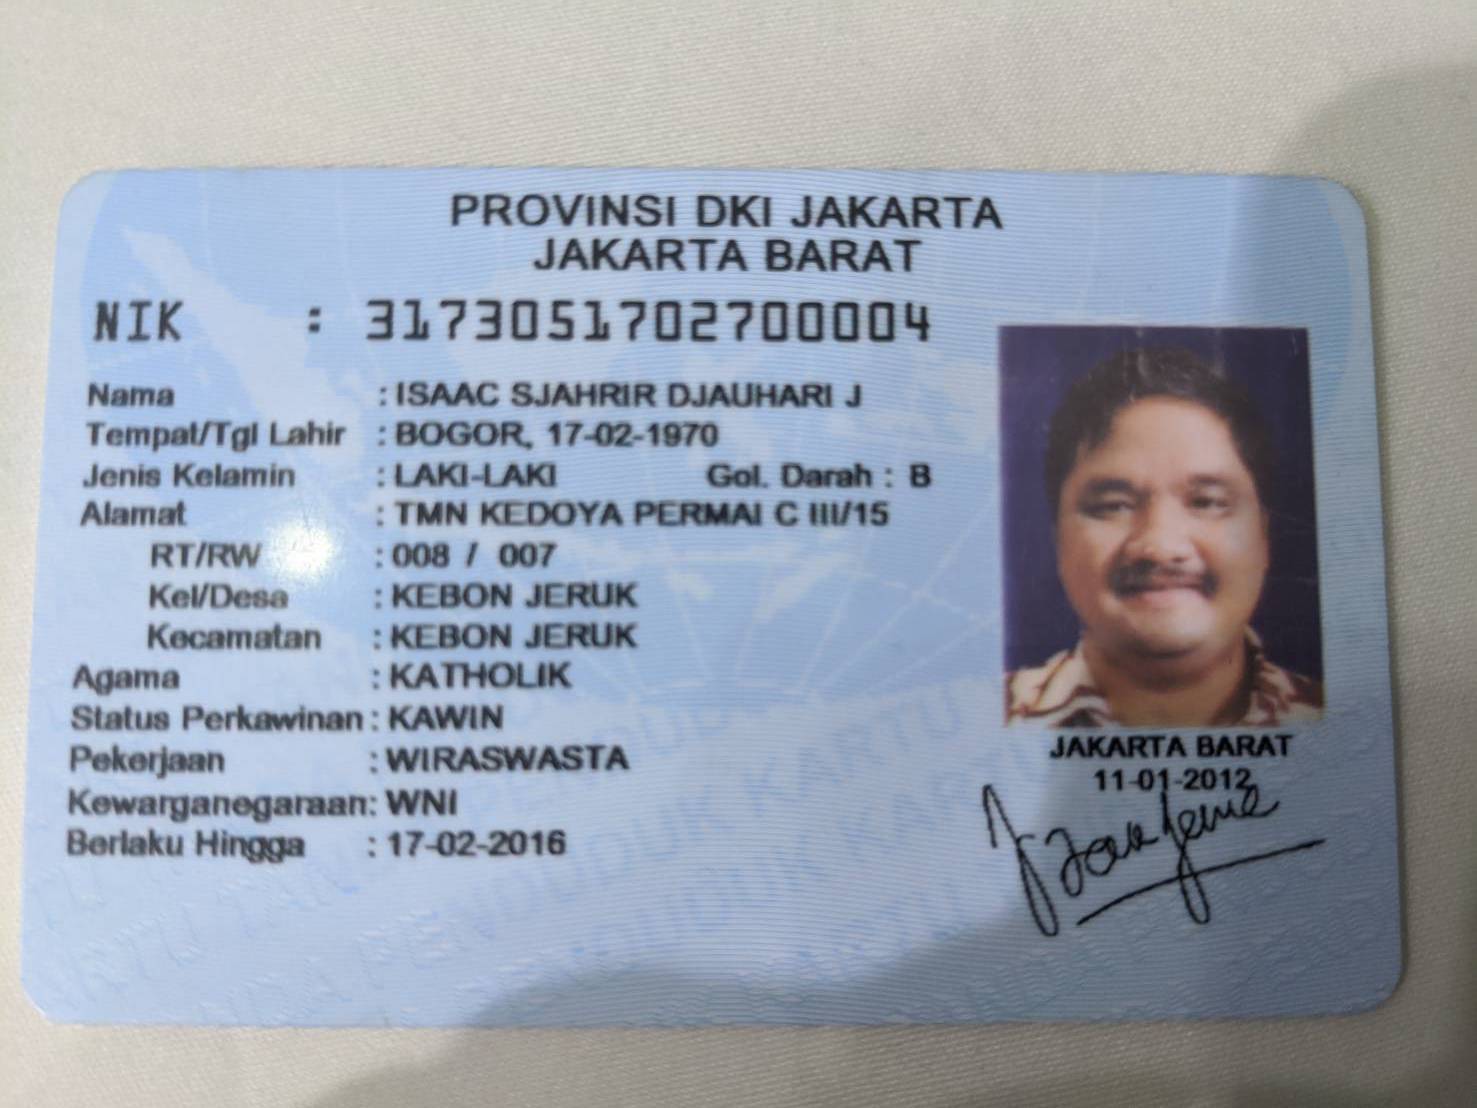 PROVINSI DKI JAKARTA
JAKARTA BARAT
NIK : 3173051702700004
Nama : ISAAC SJAHRIR DJAUHARI J
Tempat/Tgl Lahir : BOGOR, 17-02-1970
Jenis Kelamin : LAKI-LAKI Gol. Darah : B
Alamat : TMN KEDOYA PERMAI C III/15
RT/RW : 008 / 007
Kel/Desa : KEBON JERUK
Kecamatan : KEBON JERUK
Agama : KATHOLIK
Status Perkawinan : KAWIN
Pekerjaan : WIRASWASTA
Kewarganegaraan: WNI
Berlaku Hingga : 17-02-2016
JAKARTA BARAT
11-01-2012